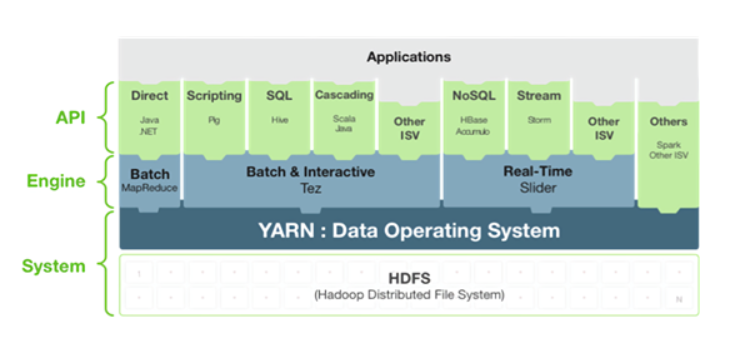 Applications
API
Direct
Java
.NET
Scripting
Pig
SQL
Hive
Cascading
Scala
Java
Other
ISV
NoSQL
HBase
Accumulo
Stream
Storm
Other
ISV
Others
Spark
Other ISV
Engine
Batch
MapReduce
Batch & Interactive
Tez
Real-Time
Slider
System
YARN : Data Operating System
1
HDFS
(Hadoop Distributed File System)
N